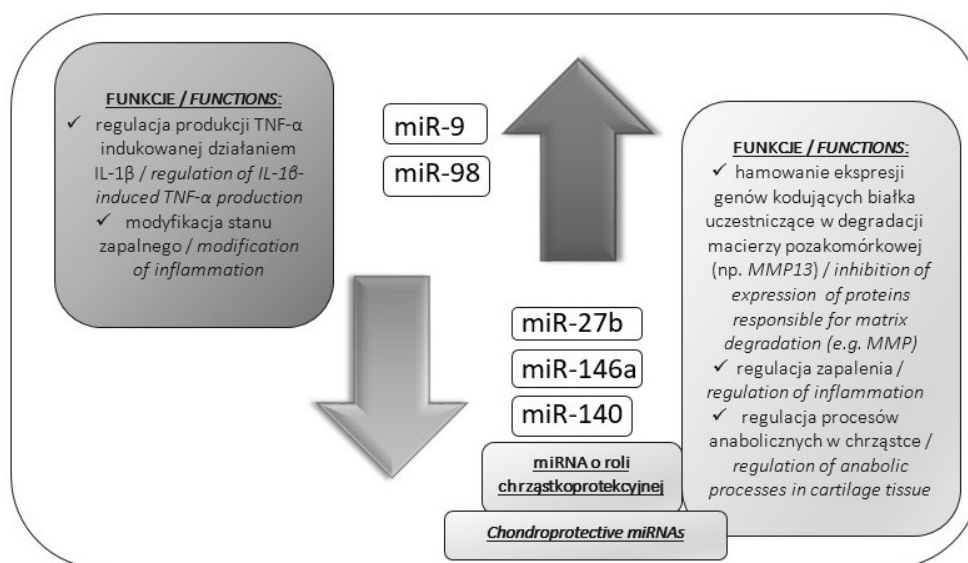 FUNKCJE / FUNCTIONS:
✓ regulacja produkcji TNF-α
indukowanej działaniem
IL-1β / regulation of IL-1β-
induced TNF-α production
✓ modyfikacja stanu
zapalnego / modification
of inflammation
miR-9
miR-98
miR-27b
miR-146a
miR-140
miRNA o roli
chrząstkoprotekcyjnej
Chondroprotective miRNAs
FUNKCJE / FUNCTIONS:
✓ hamowanie ekspresji
genów kodujących białka
uczestniczące w degradacji
macierzy pozakomórkowej
(np. MMP13) / inhibition of
expression of proteins
responsible for matrix
degradation (e.g. MMP)
✓ regulacja zapalenia /
regulation of inflammation
✓ regulacja procesów
anabolicznych w chrząstce /
regulation of anabolic
processes in cartilage tissue